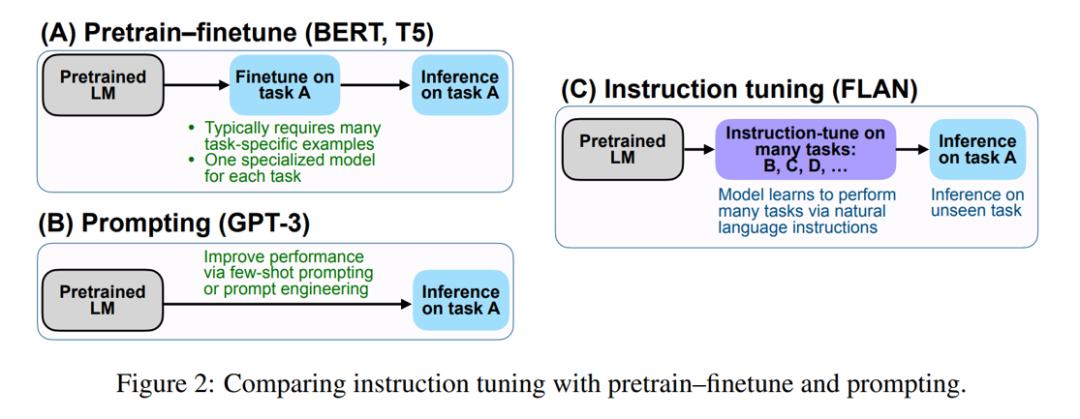 (A) Pretrain–finetune (BERT, T5)
Pretrained
LM
Finetune on
task A
Inference
on task A
• Typically requires many
task-specific examples
• One specialized model
for each task
(B) Prompting (GPT-3)
Improve performance
via few-shot prompting
or prompt engineering
Pretrained
LM
Inference
on task A
(C) Instruction tuning (FLAN)
Pretrained
LM
Instruction-tune on
many tasks:
B, C, D, …
Inference
on task A
Model learns to perform
many tasks via natural
language instructions
Inference on
unseen task
Figure 2: Comparing instruction tuning with pretrain–finetune and prompting.